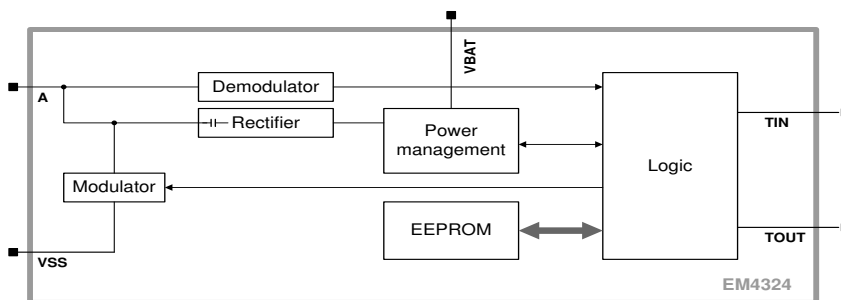 VBAT
A
Demodulator
Rectifier
Power
management
Logic
TIN
Modulator
EEPROM
TOUT
VSS
EM4324